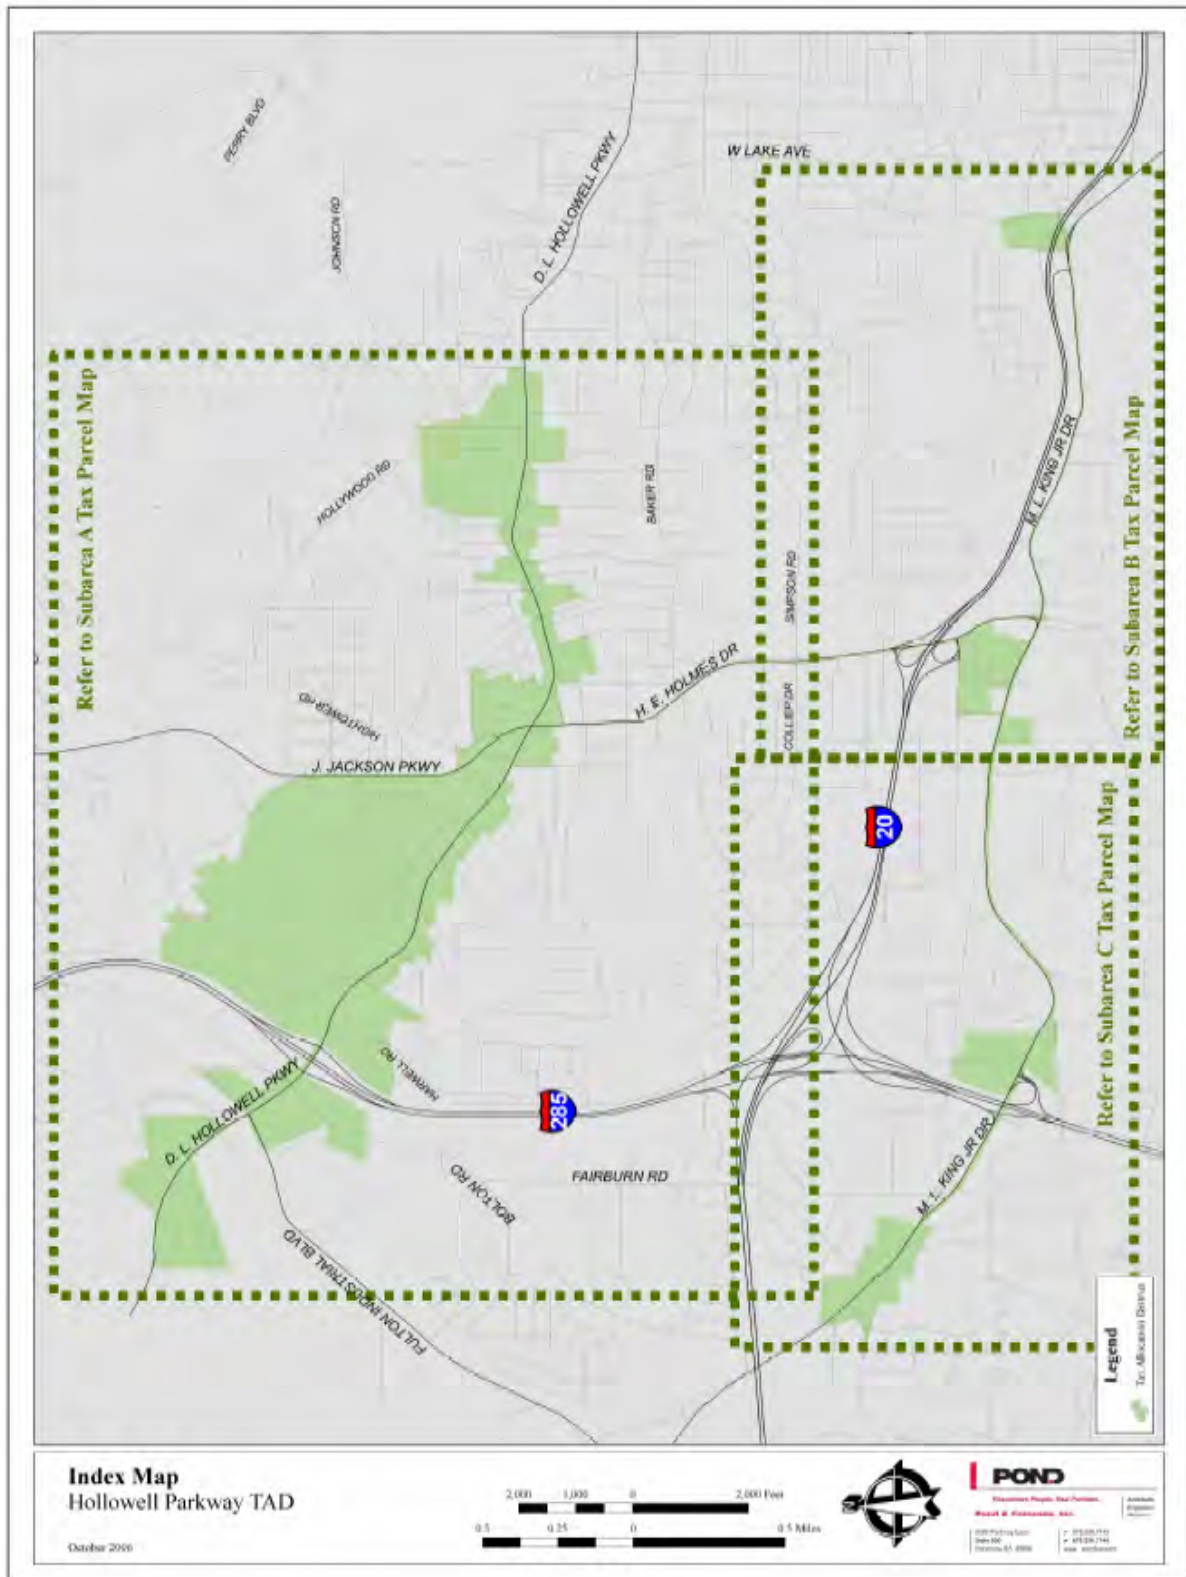 PERRY BLVD
JOHNSON RD
D. L. HOLLOWELL PKWY
W LAKE AVE
Refer to Subarea A Tax Parcel Map
HOLLYWOOD RD
BAKER RD
SIMPSON RD
M. L. KING JR DR
Refer to Subarea B Tax Parcel Map
HIGHTOWER RD
H. E. HOLMES DR
J. JACKSON PKWY
COLLIER DR
20
Refer to Subarea C Tax Parcel Map
HARWELL RD
D. L. HOLLOWELL PKWY
285
BOLTON RD
FAIRBURN RD
M. L. KING JR DR
FULTON INDUSTRIAL BLVD
Legend
Tax Allocation District
Index Map
Hollowell Parkway TAD
October 2006
2,000 1,000 0 2,000 Feet
0.5 0.25 0 0.5 Miles
POND